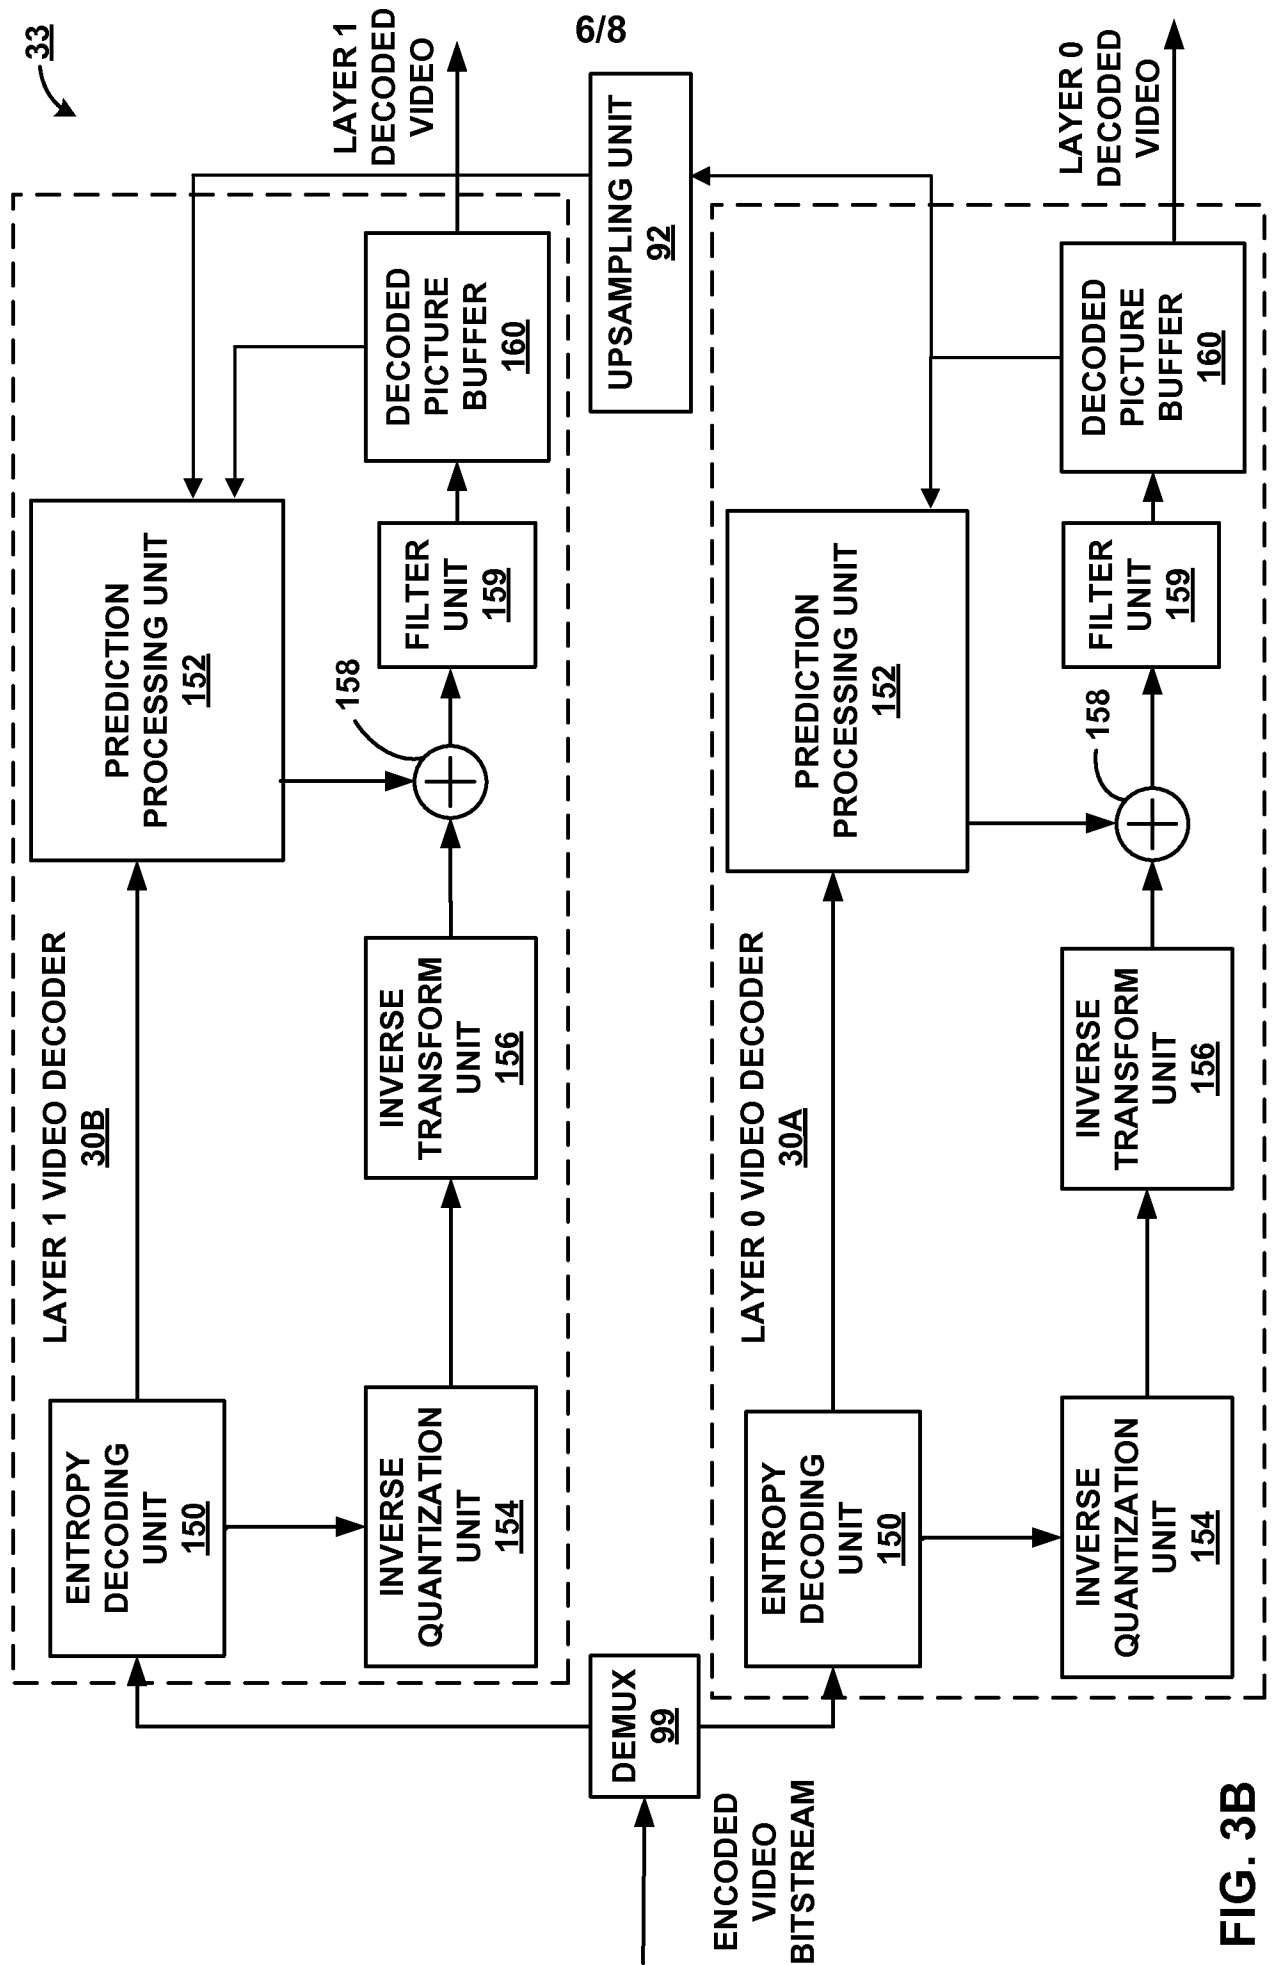 6/8
33
LAYER 1 VIDEO DECODER
30B
ENTROPY
DECODING
UNIT
150
PREDICTION
PROCESSING UNIT
152
INVERSE
QUANTIZATION
UNIT
154
INVERSE
TRANSFORM
UNIT
156
158
FILTER
UNIT
159
DECODED
PICTURE
BUFFER
160
LAYER 1
DECODED
VIDEO
DEMUX
99
ENCODED
VIDEO
BITSTREAM
UPSAMPLING UNIT
92
LAYER 0 VIDEO DECODER
30A
ENTROPY
DECODING
UNIT
150
PREDICTION
PROCESSING UNIT
152
INVERSE
QUANTIZATION
UNIT
154
INVERSE
TRANSFORM
UNIT
156
158
FILTER
UNIT
159
DECODED
PICTURE
BUFFER
160
LAYER 0
DECODED
VIDEO
FIG. 3B